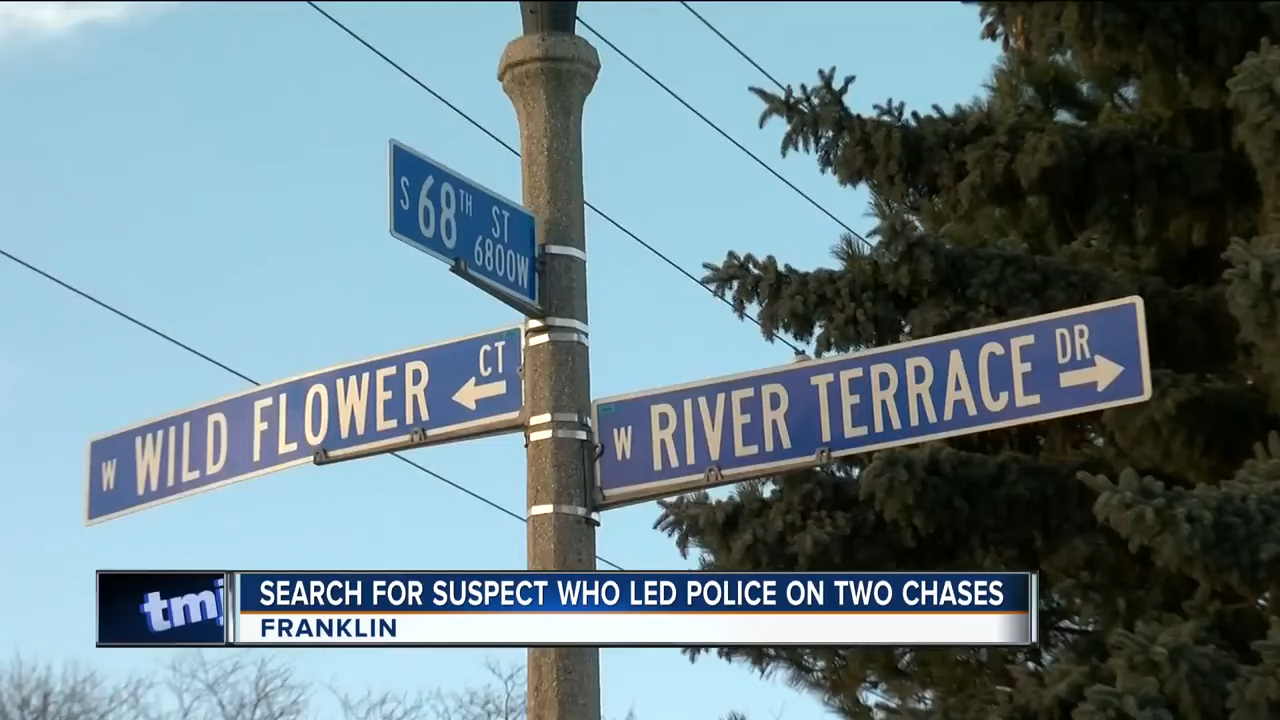 S 68TH ST
6800W
W WILD FLOWER CT ←
W RIVER TERRACE DR →
tmj
SEARCH FOR SUSPECT WHO LED POLICE ON TWO CHASES
FRANKLIN